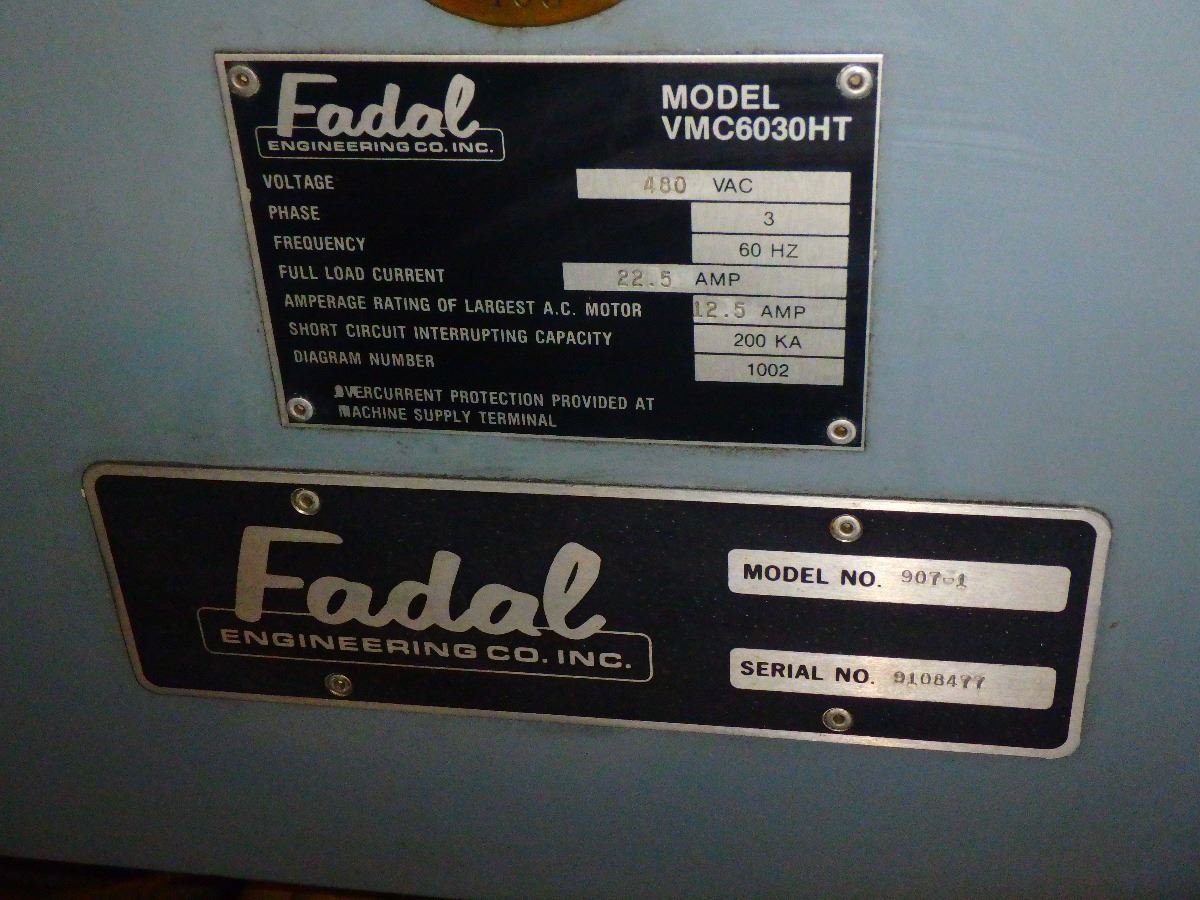 Fadal
ENGINEERING CO. INC.
MODEL
VMC6030HT
VOLTAGE 480 VAC
PHASE 3
FREQUENCY 60 HZ
FULL LOAD CURRENT 22.5 AMP
AMPERAGE RATING OF LARGEST A.C. MOTOR 12.5 AMP
SHORT CIRCUIT INTERRUPTING CAPACITY 200 KA
DIAGRAM NUMBER 1002
OVERCURRENT PROTECTION PROVIDED AT
MACHINE SUPPLY TERMINAL
Fadal
ENGINEERING CO. INC.
MODEL NO. 907-1
SERIAL NO. 9108477